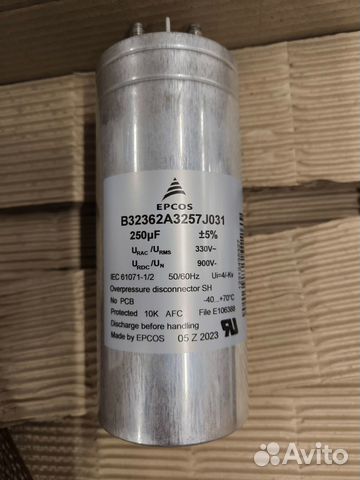 EPCOS
B32362A3257J031
250µF ±5%
URAC /URMS 330V~
URDC /UN 900V-
IEC 61071-1/2 50/60Hz Ui=4/-Kv
Overpressure disconnector SH
No PCB -40...+70°C
Protected 10K AFC File E106388
Discharge before handling
Made by EPCOS 05 Z 2023
Avito